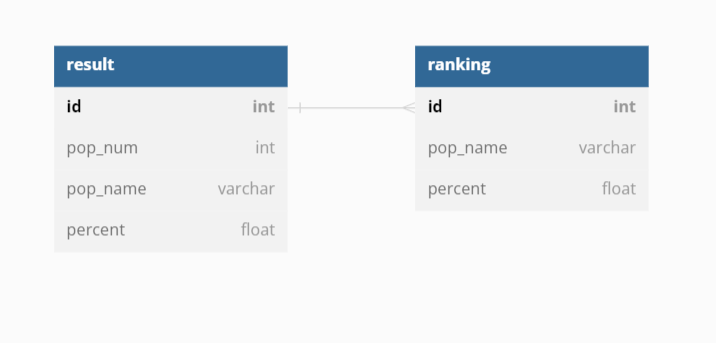 result
id int
pop_num int
pop_name varchar
percent float
ranking
id int
pop_name varchar
percent float